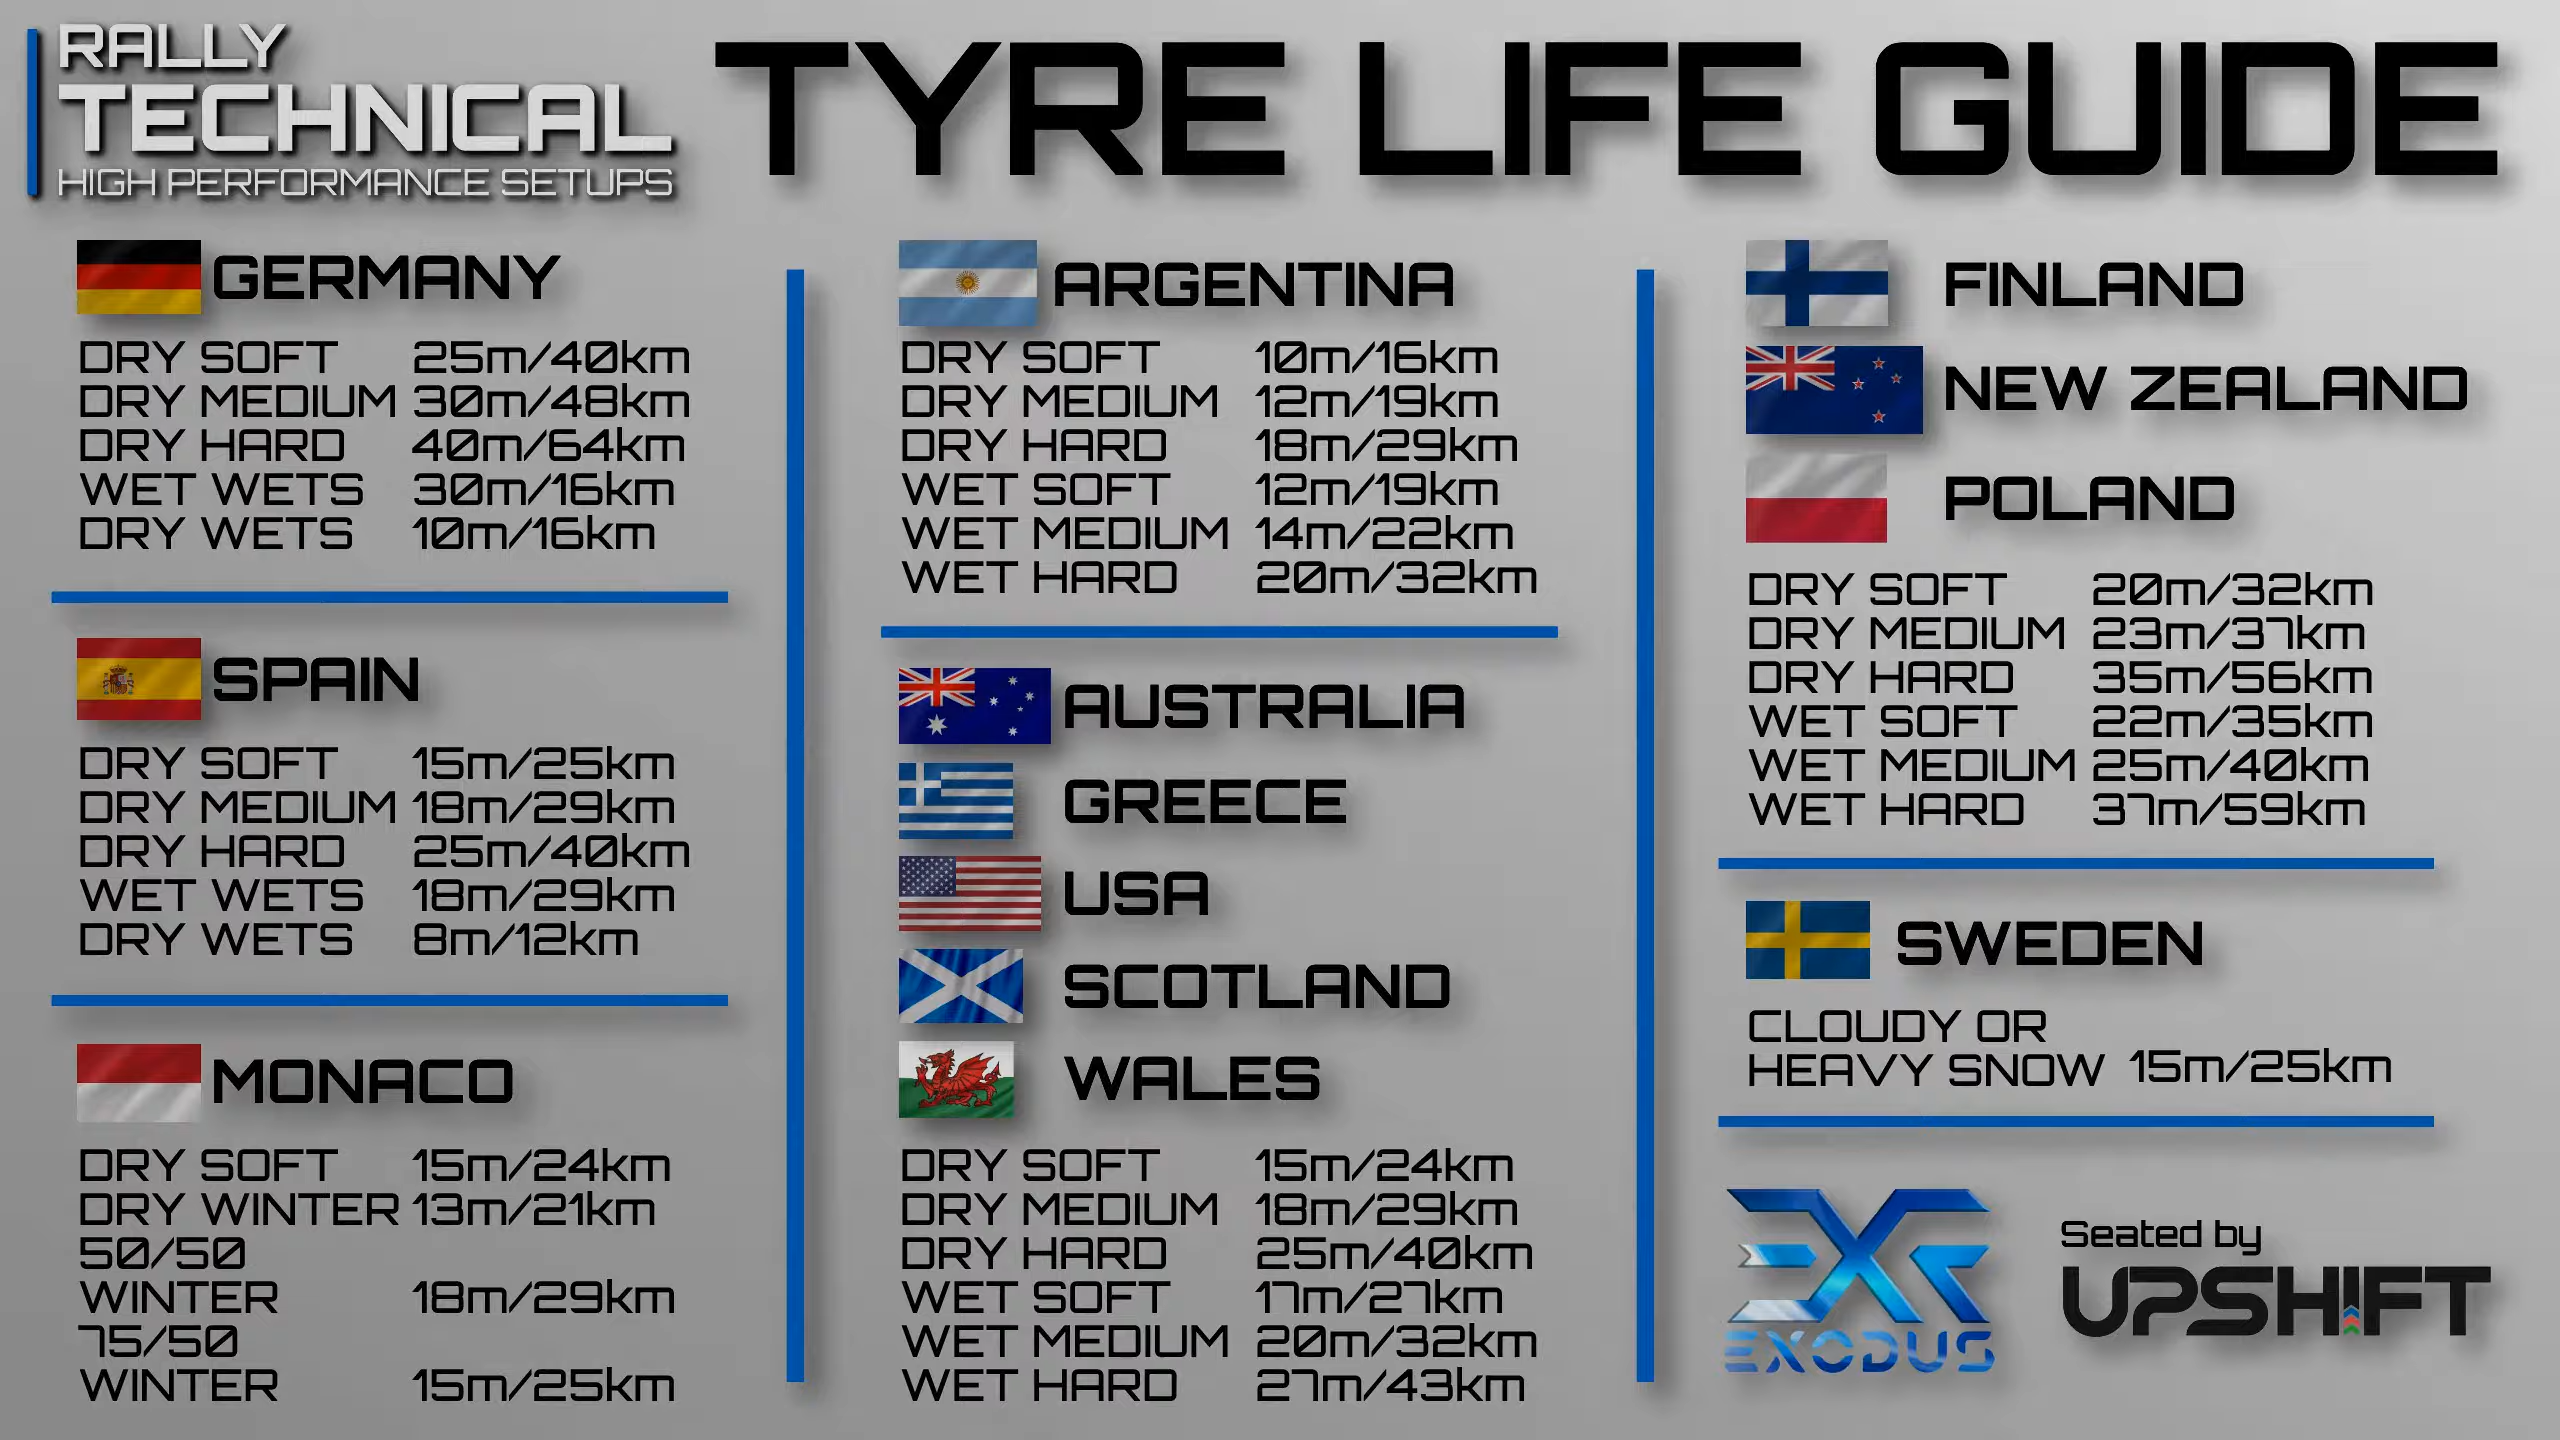 RALLY
TECHNICAL
HIGH PERFORMANCE SETUPS
TYRE LIFE GUIDE
GERMANY
DRY SOFT 25m/40km
DRY MEDIUM 30m/48km
DRY HARD 40m/64km
WET WETS 30m/16km
DRY WETS 10m/16km
SPAIN
DRY SOFT 15m/25km
DRY MEDIUM 18m/29km
DRY HARD 25m/40km
WET WETS 18m/29km
DRY WETS 8m/12km
MONACO
DRY SOFT 15m/24km
DRY WINTER 13m/21km
50/50
WINTER 18m/29km
75/50
WINTER 15m/25km
ARGENTINA
DRY SOFT 10m/16km
DRY MEDIUM 12m/19km
DRY HARD 18m/29km
WET SOFT 12m/19km
WET MEDIUM 14m/22km
WET HARD 20m/32km
AUSTRALIA
GREECE
USA
SCOTLAND
WALES
DRY SOFT 15m/24km
DRY MEDIUM 18m/29km
DRY HARD 25m/40km
WET SOFT 17m/27km
WET MEDIUM 20m/32km
WET HARD 27m/43km
FINLAND
NEW ZEALAND
POLAND
DRY SOFT 20m/32km
DRY MEDIUM 23m/37km
DRY HARD 35m/56km
WET SOFT 22m/35km
WET MEDIUM 25m/40km
WET HARD 37m/59km
SWEDEN
CLOUDY OR
HEAVY SNOW 15m/25km
EXR
EXODUS
Seated by
UPSHIFT